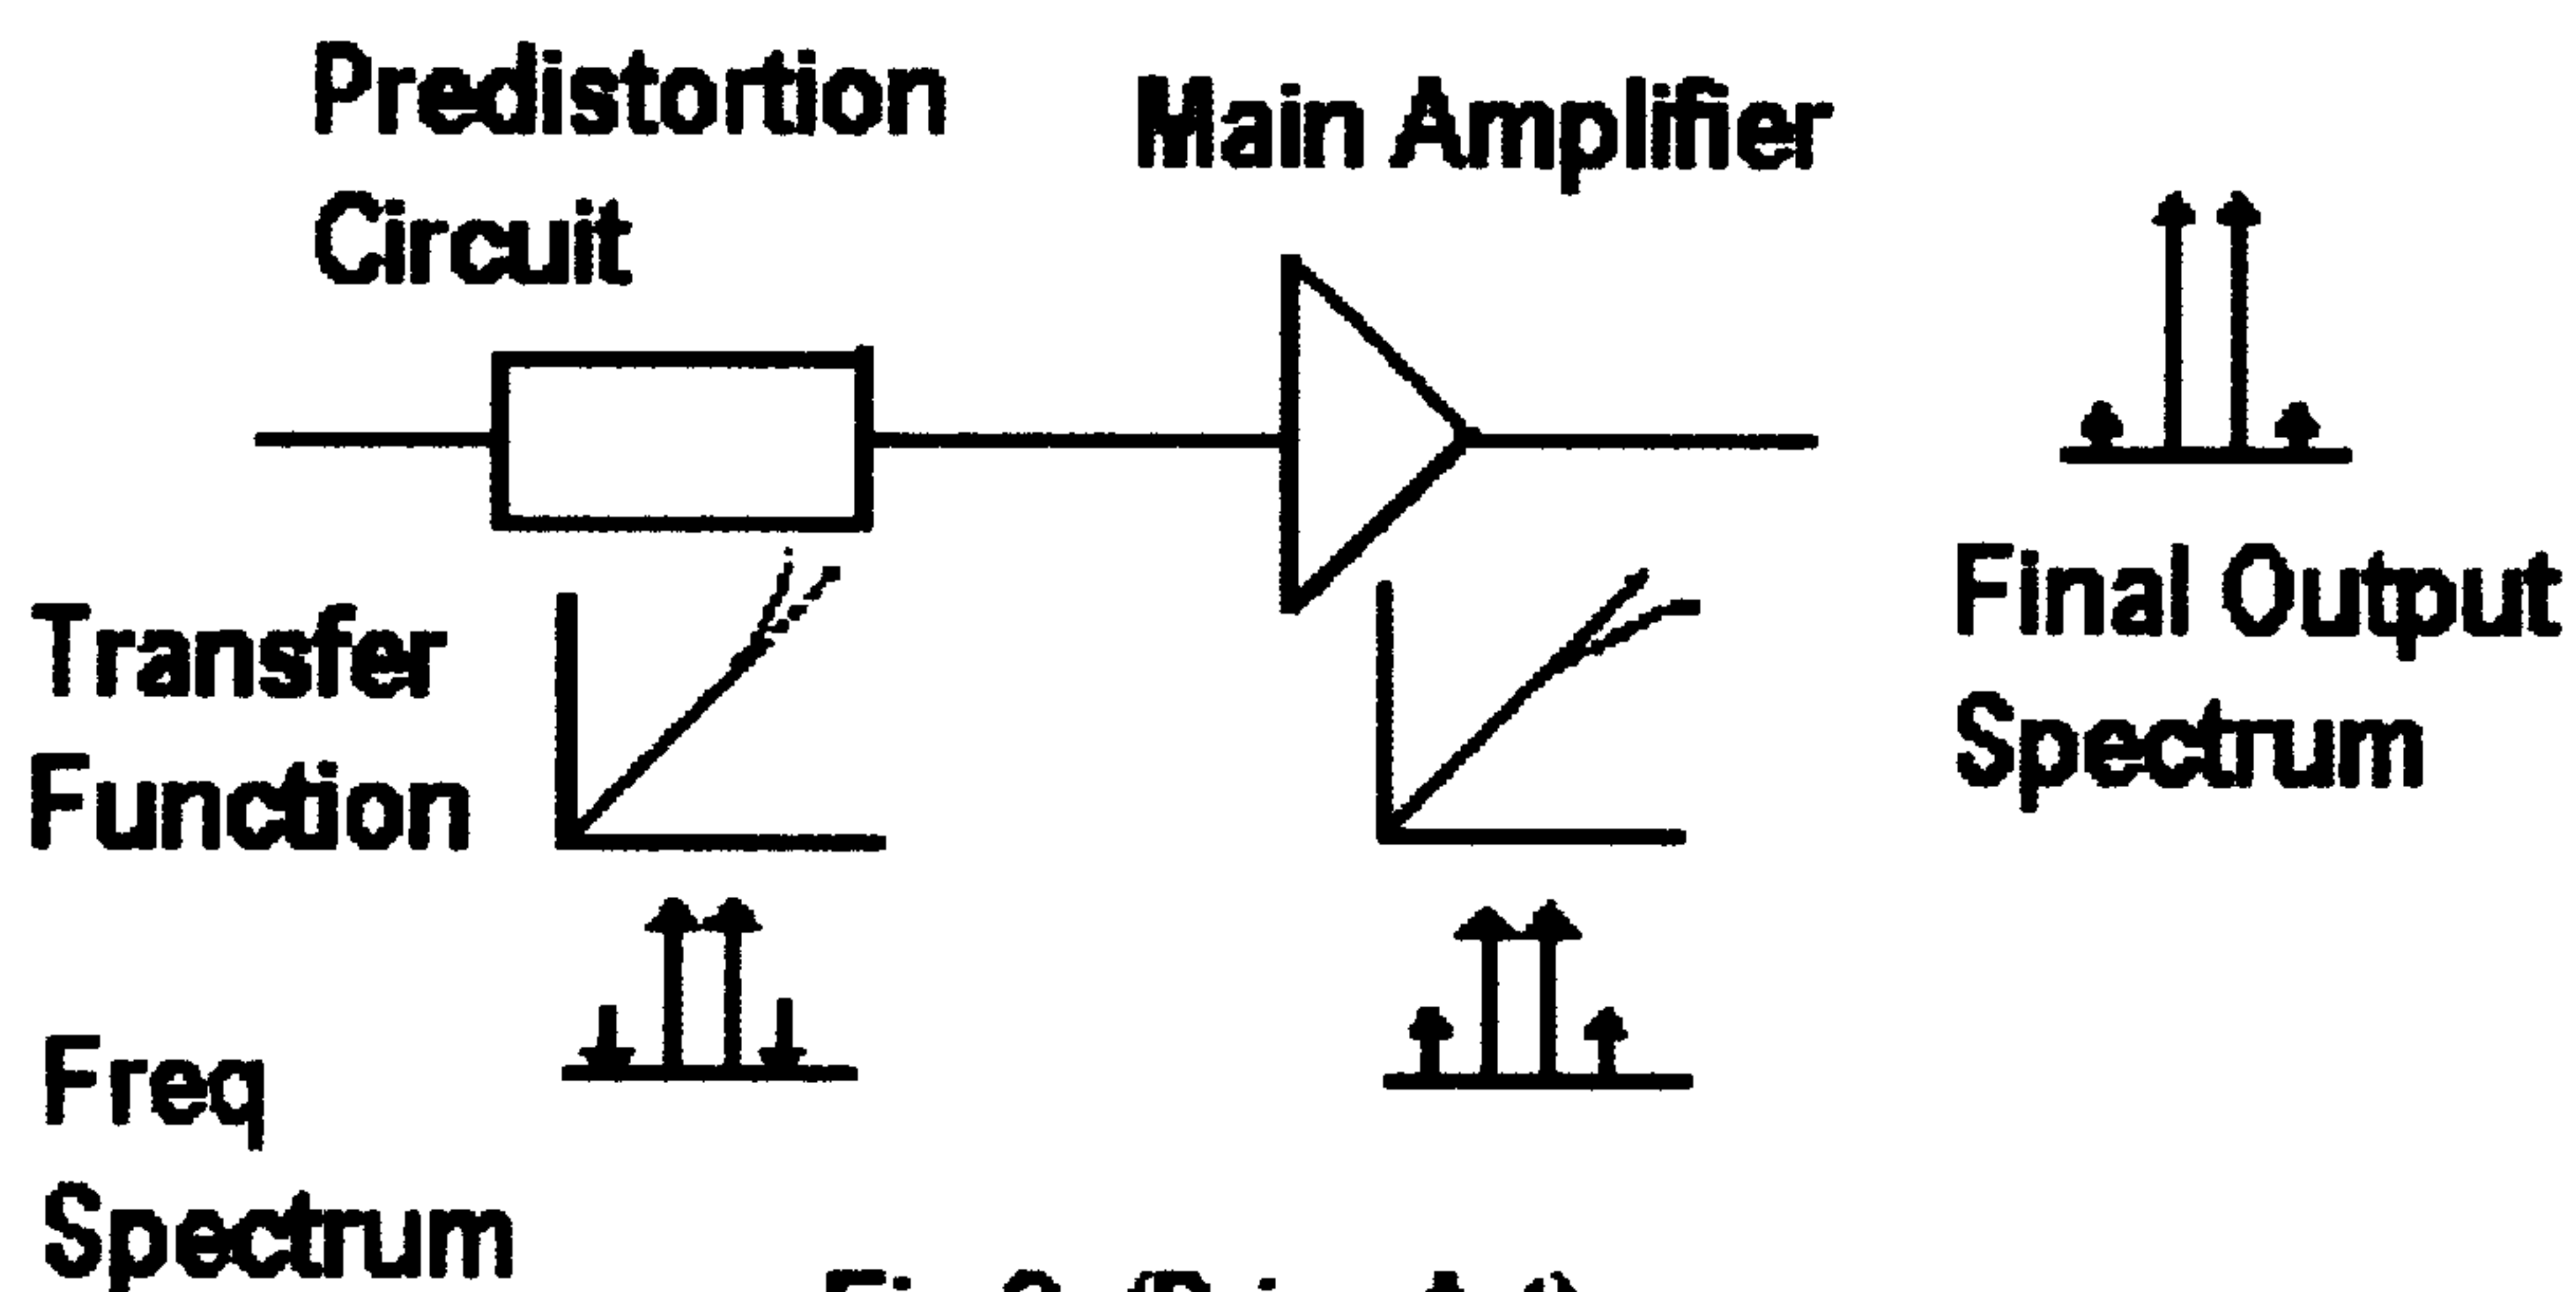 Predistortion
Circuit
Main Amplifier
Transfer
Function
Final Output
Spectrum
Freq
Spectrum